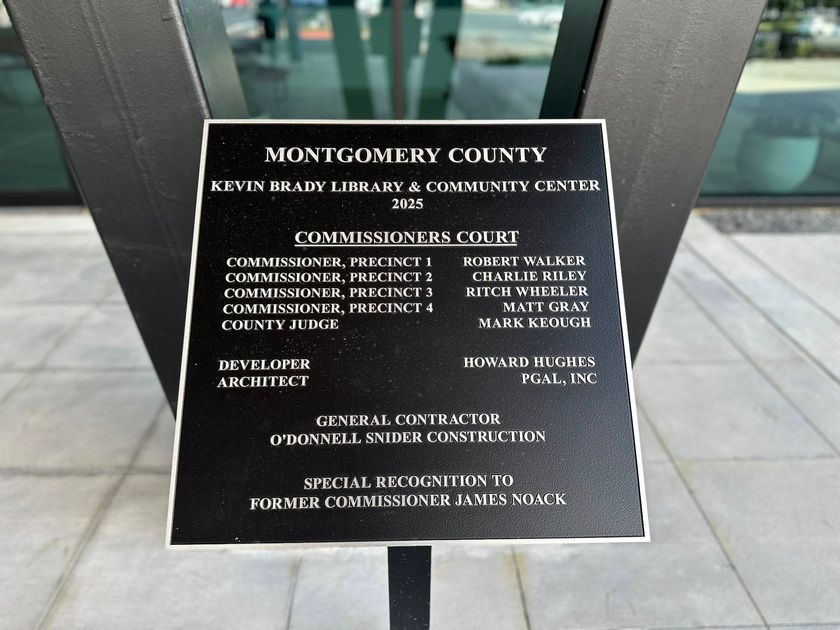 MONTGOMERY COUNTY
KEVIN BRADY LIBRARY & COMMUNITY CENTER
2025
COMMISSIONERS COURT
COMMISSIONER, PRECINCT 1 ROBERT WALKER
COMMISSIONER, PRECINCT 2 CHARLIE RILEY
COMMISSIONER, PRECINCT 3 RITCH WHEELER
COMMISSIONER, PRECINCT 4 MATT GRAY
COUNTY JUDGE MARK KEOUGH
DEVELOPER HOWARD HUGHES
ARCHITECT PGAL, INC
GENERAL CONTRACTOR
O'DONNELL SNIDER CONSTRUCTION
SPECIAL RECOGNITION TO
FORMER COMMISSIONER JAMES NOACK